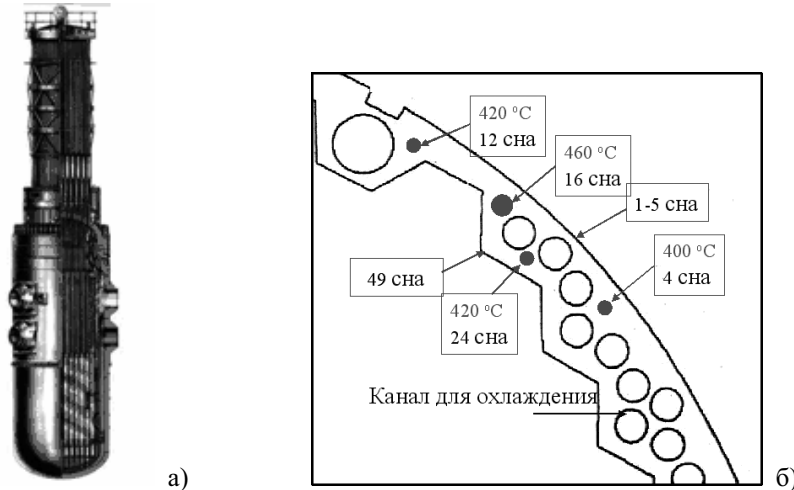 420 °С
12 сна
460 °С
16 сна
1-5 сна
400 °С
4 сна
49 сна
420 °С
24 сна
Канал для охлаждения
а)
б)